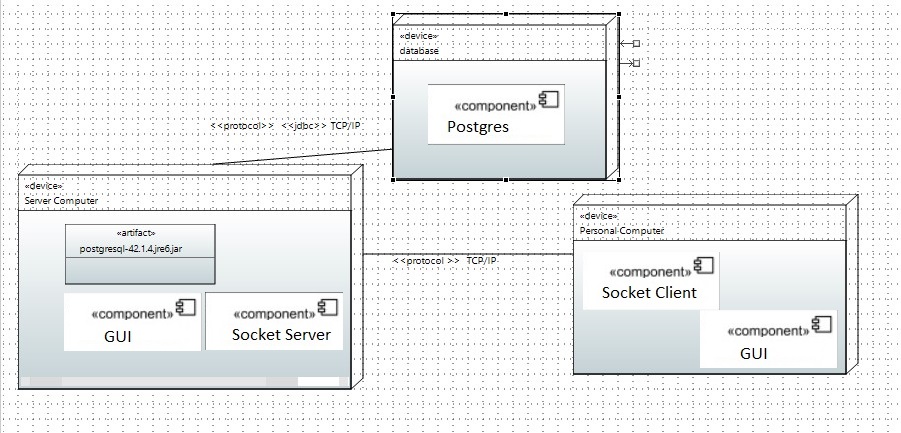 «device»
database
«component»
Postgres
<<protocol>> <<jdbc>> TCP/IP
«device»
Server Computer
«artifact»
postgresql-42.1.4.jre6.jar
«component»
GUI
«component»
Socket Server
<<protocol >> TCP/IP
«device»
Personal Computer
«component»
Socket Client
«component»
GUI